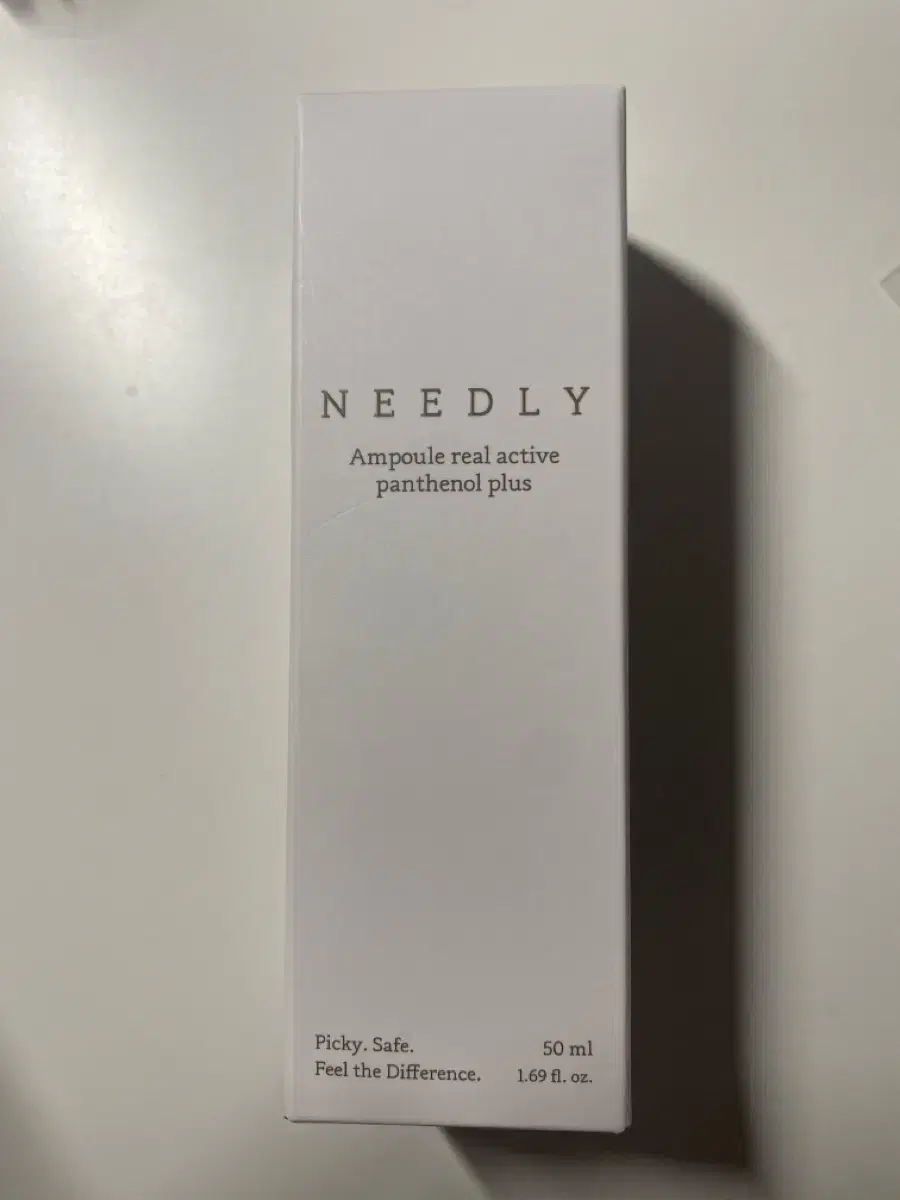 NEEDLY
Ampoule real active
panthenol plus
Picky. Safe.
Feel the Difference.
50 ml
1.69 fl. oz.